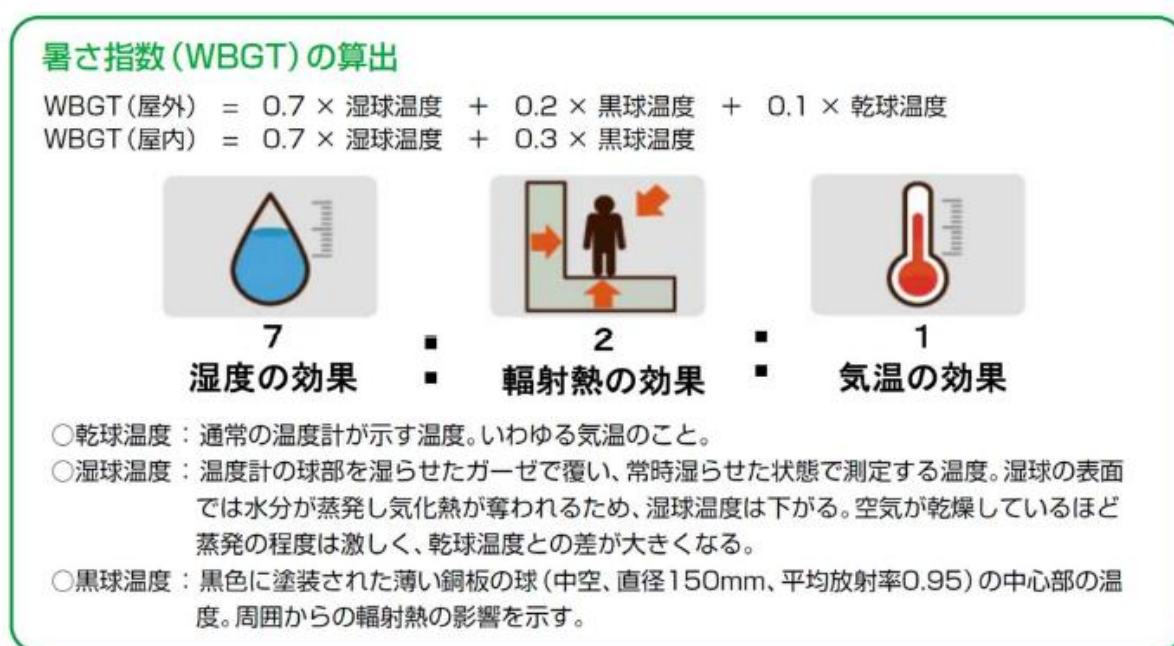 暑さ指数(WBGT)の算出
WBGT(屋外) = 0.7 × 湿球温度 + 0.2 × 黒球温度 + 0.1 × 乾球温度
WBGT(屋内) = 0.7 × 湿球温度 + 0.3 × 黒球温度
7 : 2 : 1
湿度の効果 輻射熱の効果 気温の効果
○乾球温度:通常の温度計が示す温度。いわゆる気温のこと。
○湿球温度:温度計の球部を湿らせたガーゼで覆い、常時湿らせた状態で測定する温度。湿球の表面
では水分が蒸発し気化熱が奪われるため、湿球温度は下がる。空気が乾燥しているほど
蒸発の程度は激しく、乾球温度との差が大きくなる。
○黒球温度:黒色に塗装された薄い銅板の球(中空、直径150mm、平均放射率0.95)の中心部の温
度。周囲からの輻射熱の影響を示す。